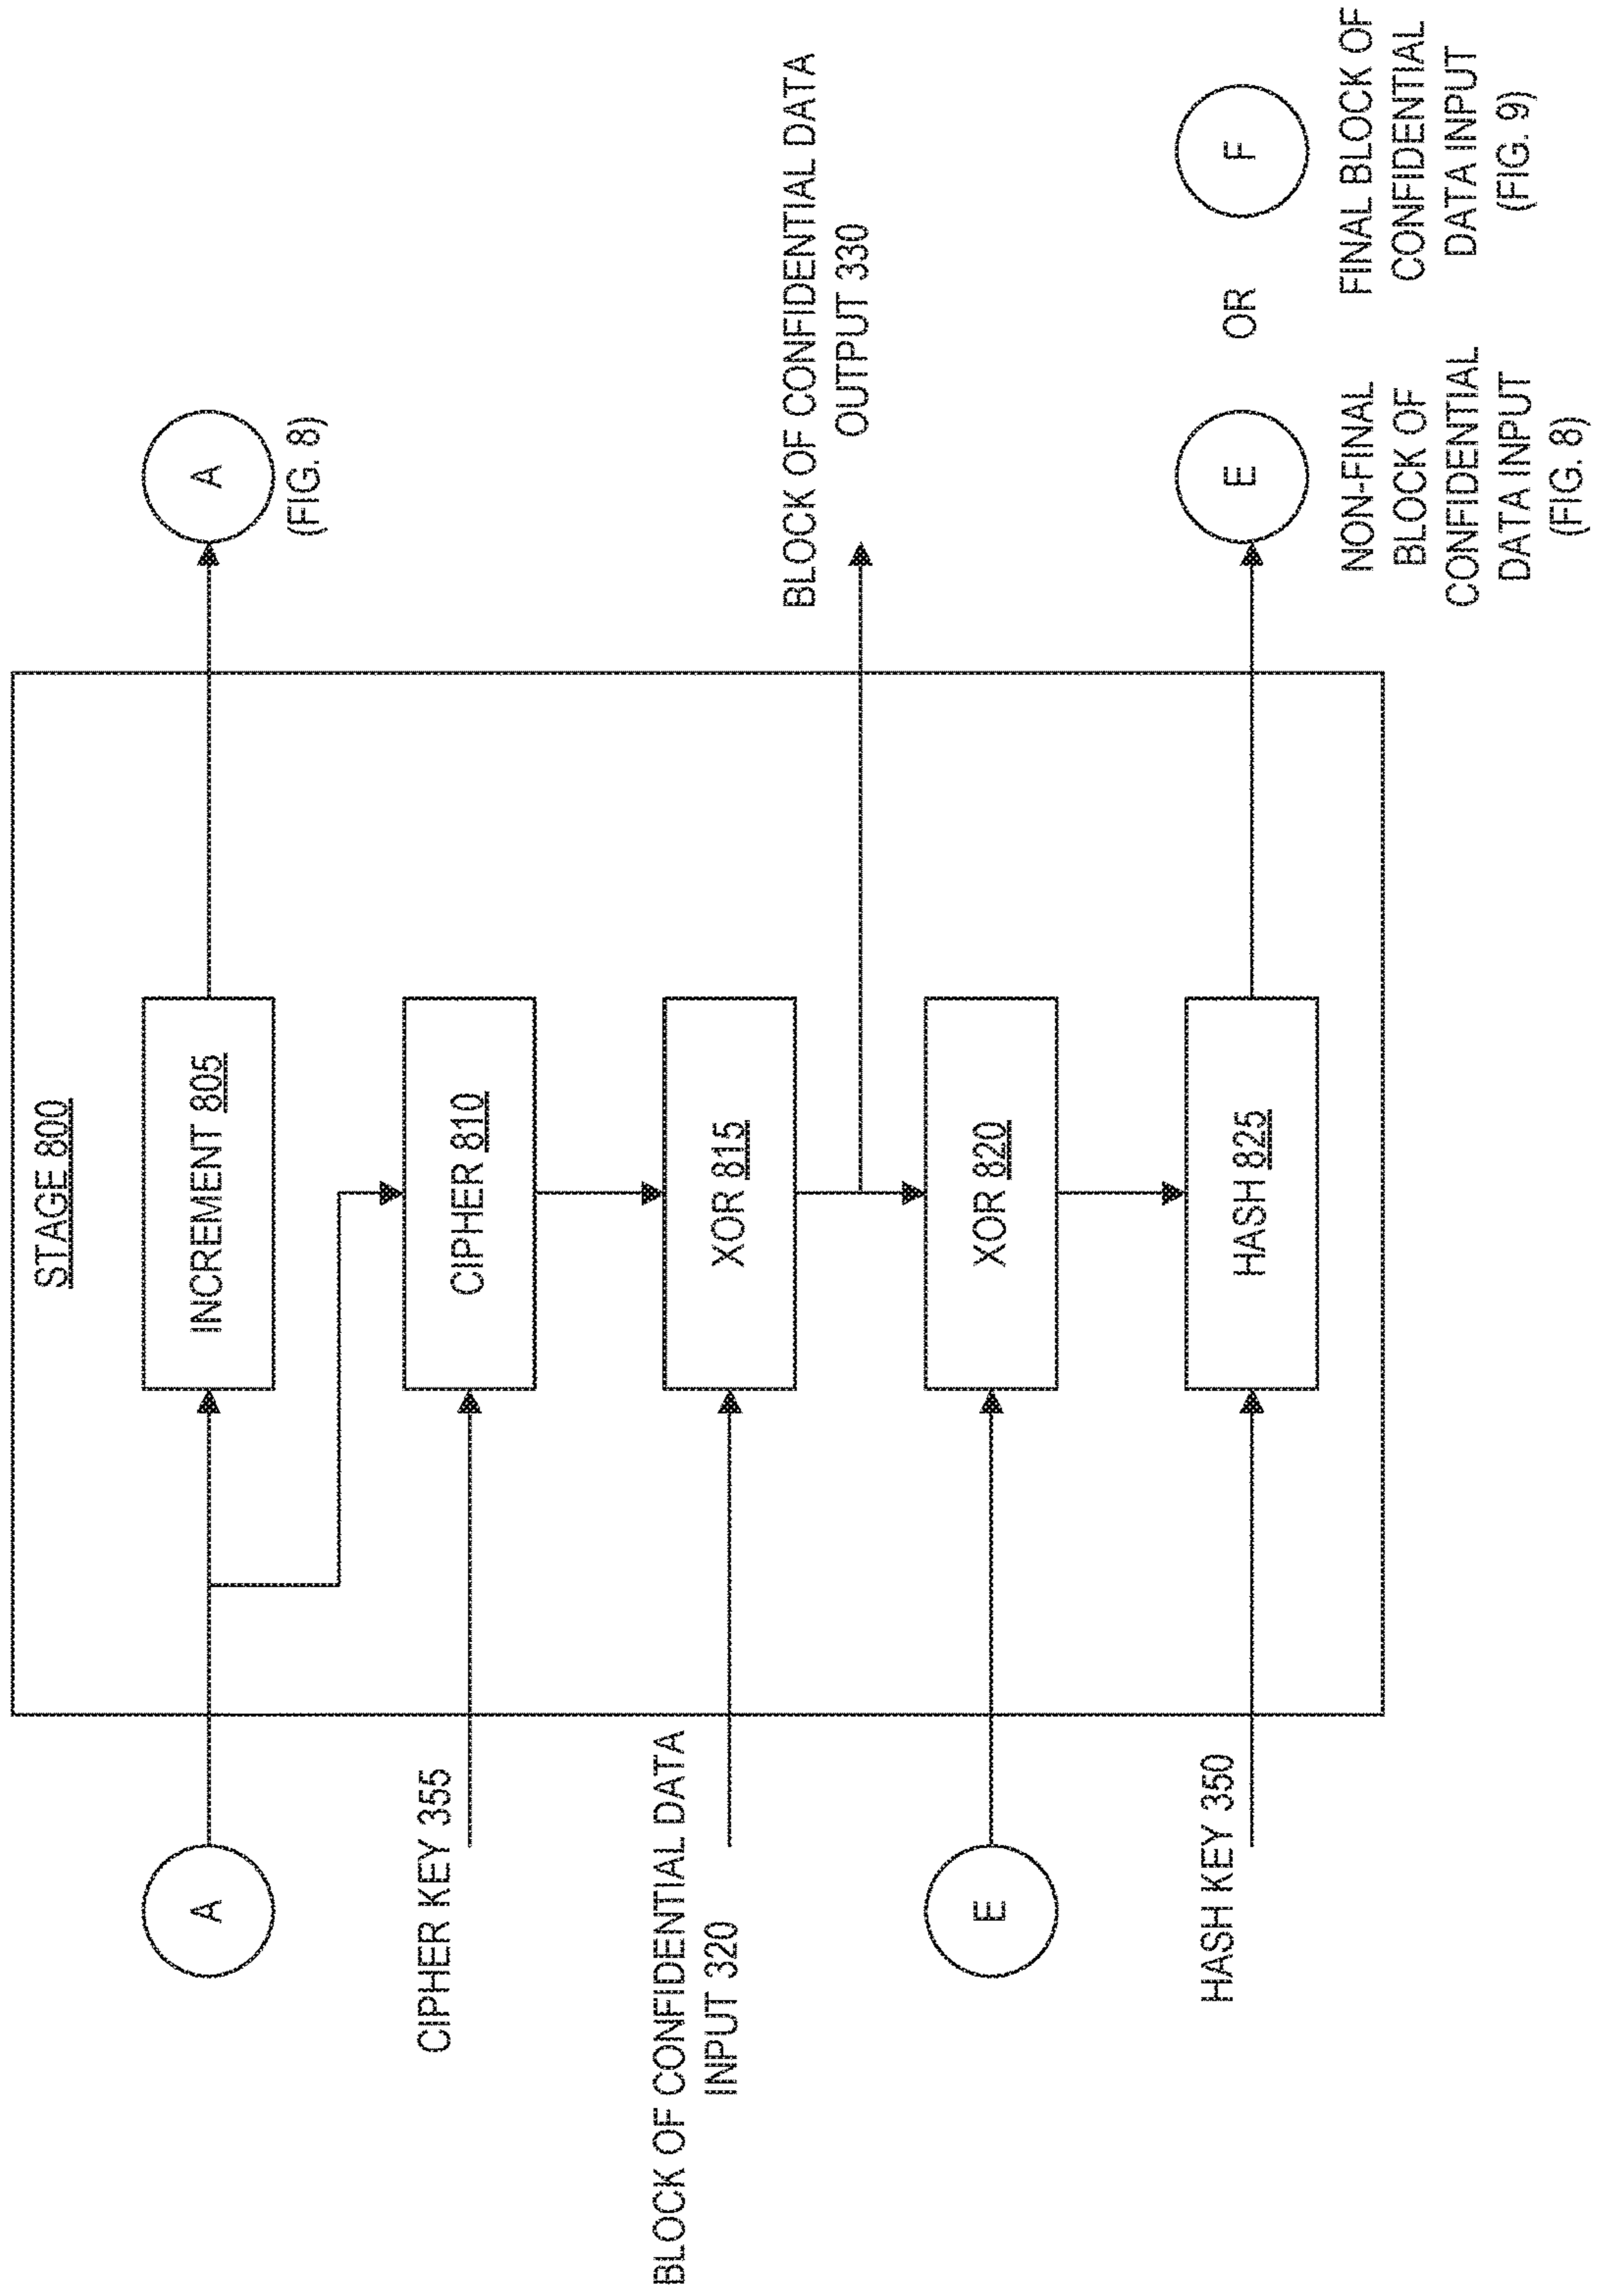 STAGE 800
A
INCREMENT 805
A
(FIG. 8)
CIPHER KEY 355
CIPHER 810
BLOCK OF CONFIDENTIAL DATA
INPUT 320
XOR 815
BLOCK OF CONFIDENTIAL DATA
OUTPUT 330
E
XOR 820
HASH KEY 350
HASH 825
E
OR
F
NON-FINAL
BLOCK OF
CONFIDENTIAL
DATA INPUT
(FIG. 8)
FINAL BLOCK OF
CONFIDENTIAL
DATA INPUT
(FIG. 9)